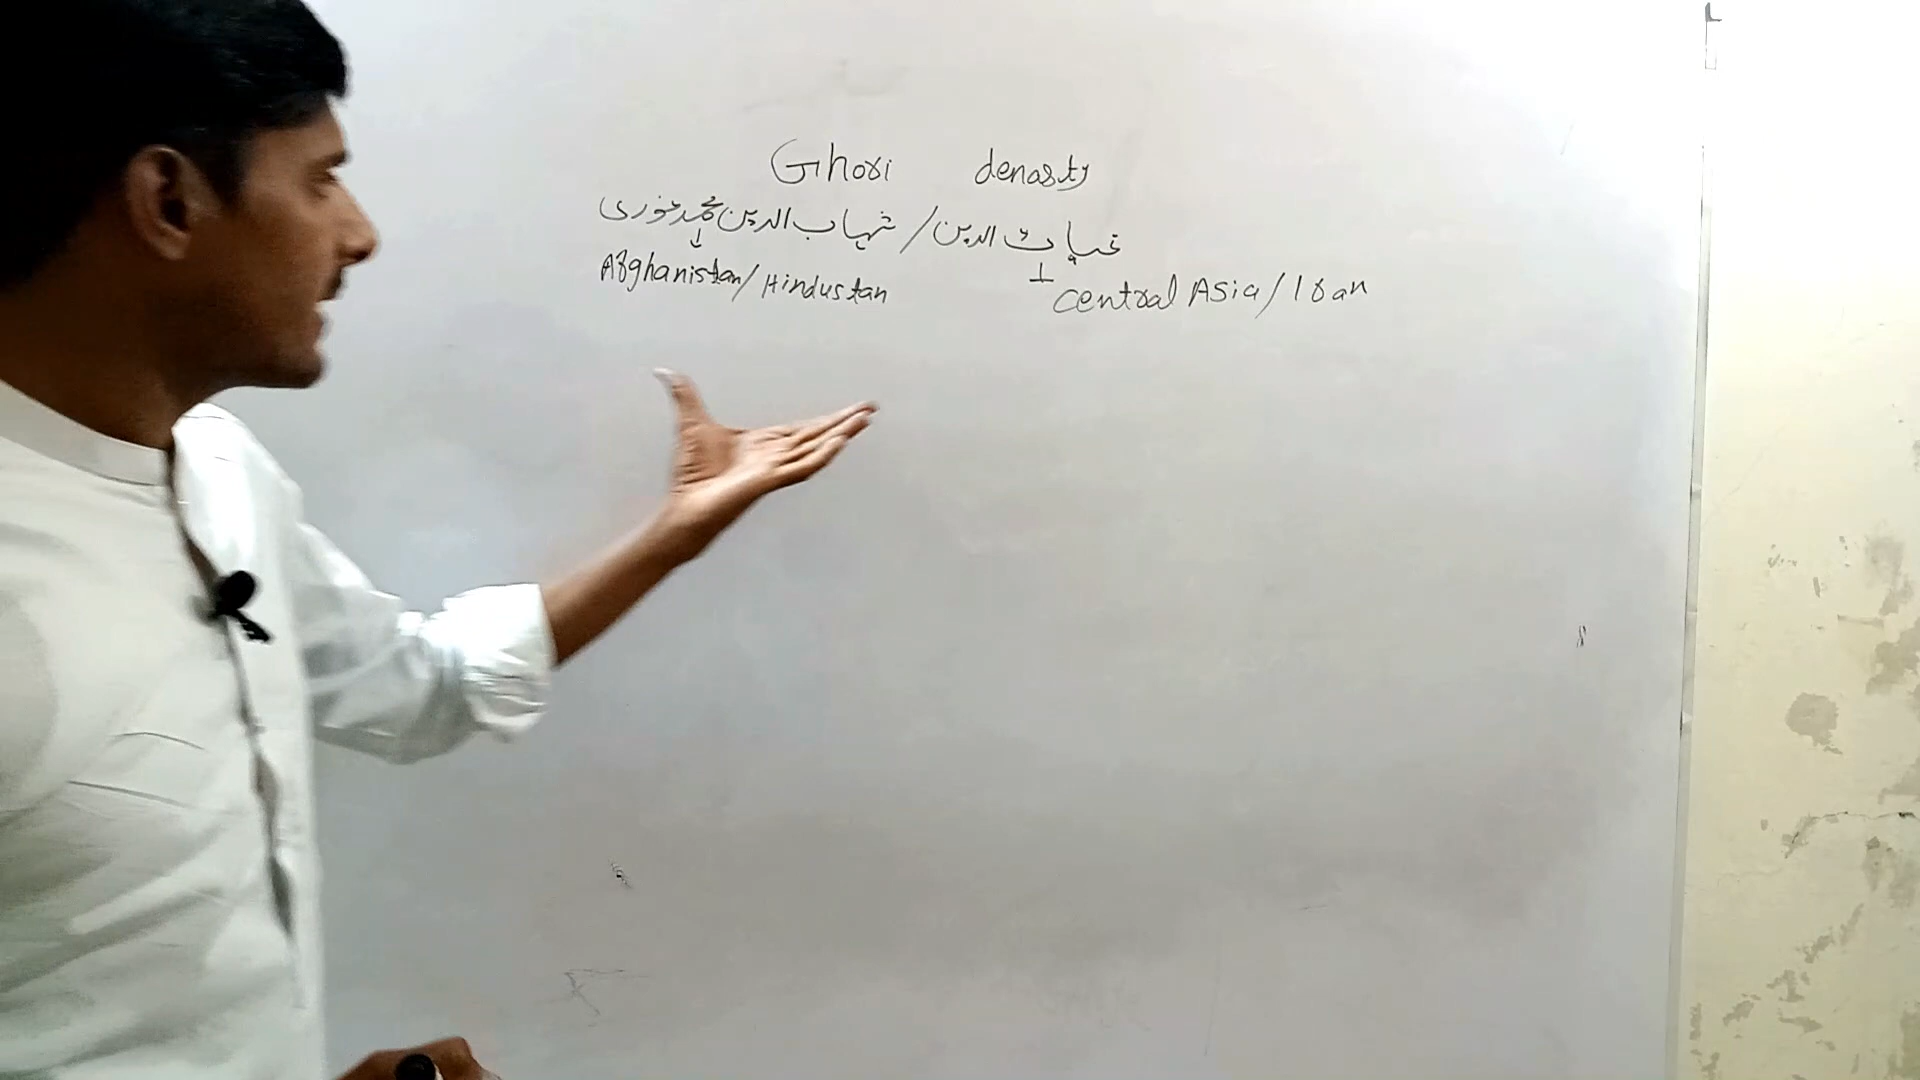 Ghori denasty
غیاث الدین / شہاب الدین محمد غوری
Afghanistan/Hindustan central Asia/Iran